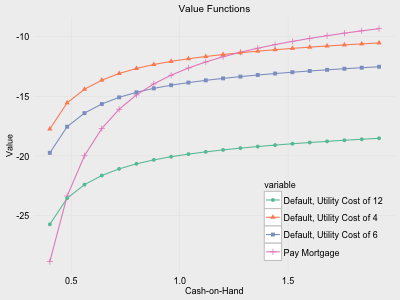 Value Functions
-10
-15
-20
-25
Value
0.5
1.0
1.5
Cash-on-Hand
variable
Default, Utility Cost of 12
Default, Utility Cost of 4
Default, Utility Cost of 6
Pay Mortgage